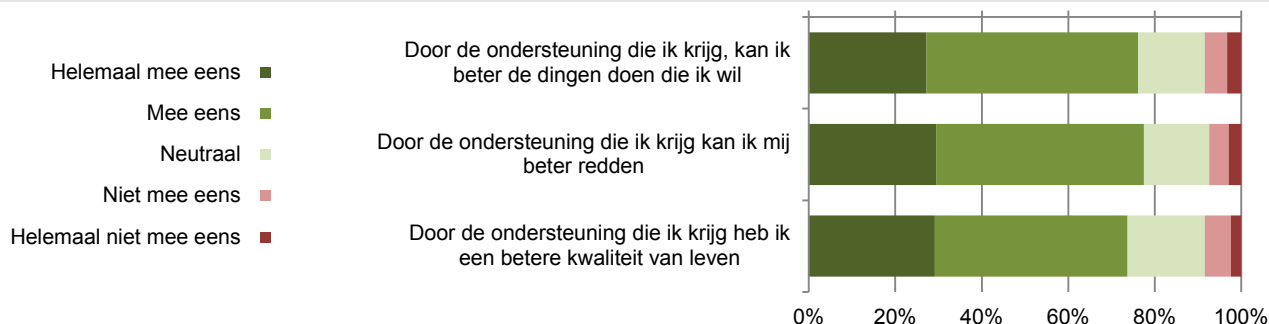 Helemaal mee eens
Mee eens
Neutraal
Niet mee eens
Helemaal niet mee eens
Door de ondersteuning die ik krijg, kan ik
beter de dingen doen die ik wil
Door de ondersteuning die ik krijg kan ik mij
beter redden
Door de ondersteuning die ik krijg heb ik
een betere kwaliteit van leven
0% 20% 40% 60% 80% 100%